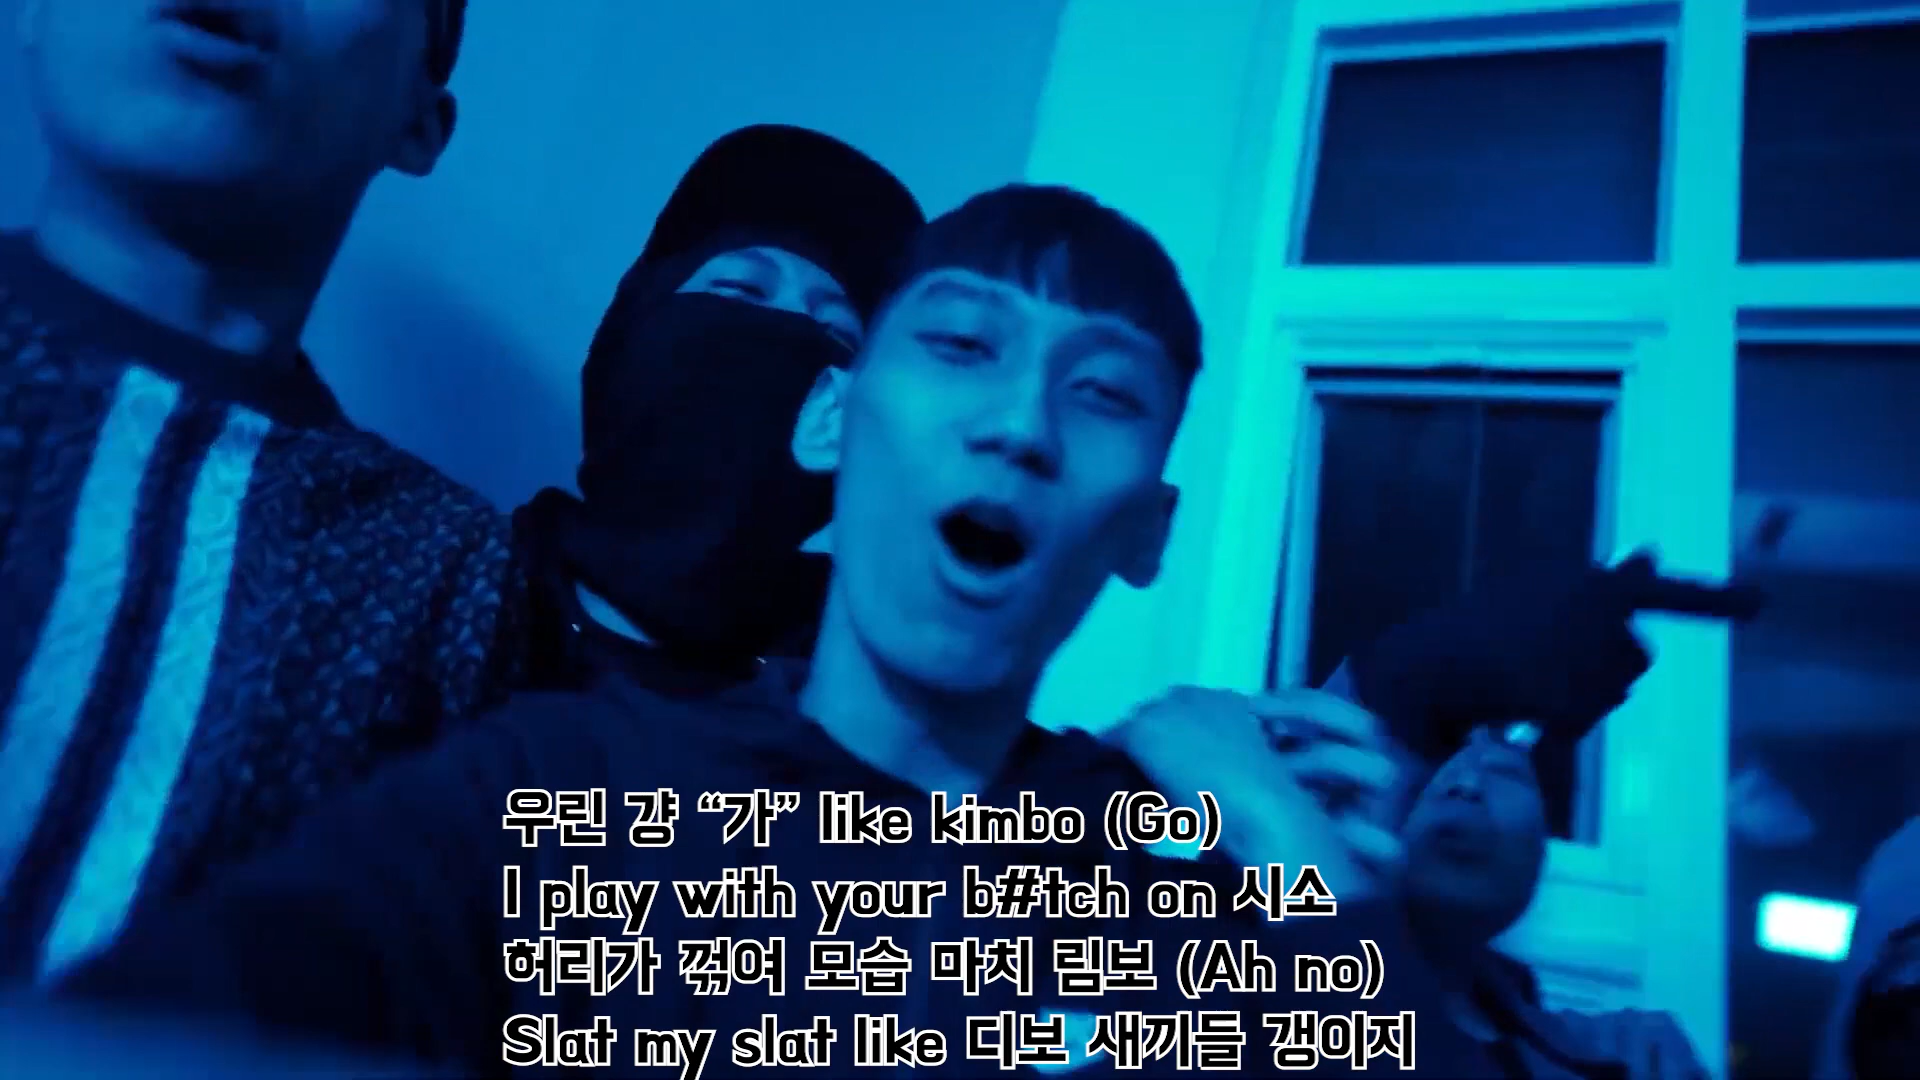 우린 걍 “가” like kimbo (Go)
I play with your b#tch on 시소
허리가 꺾여 모습 마치 림보 (Ah no)
Slat my slat like 디보 새끼들 갱이지